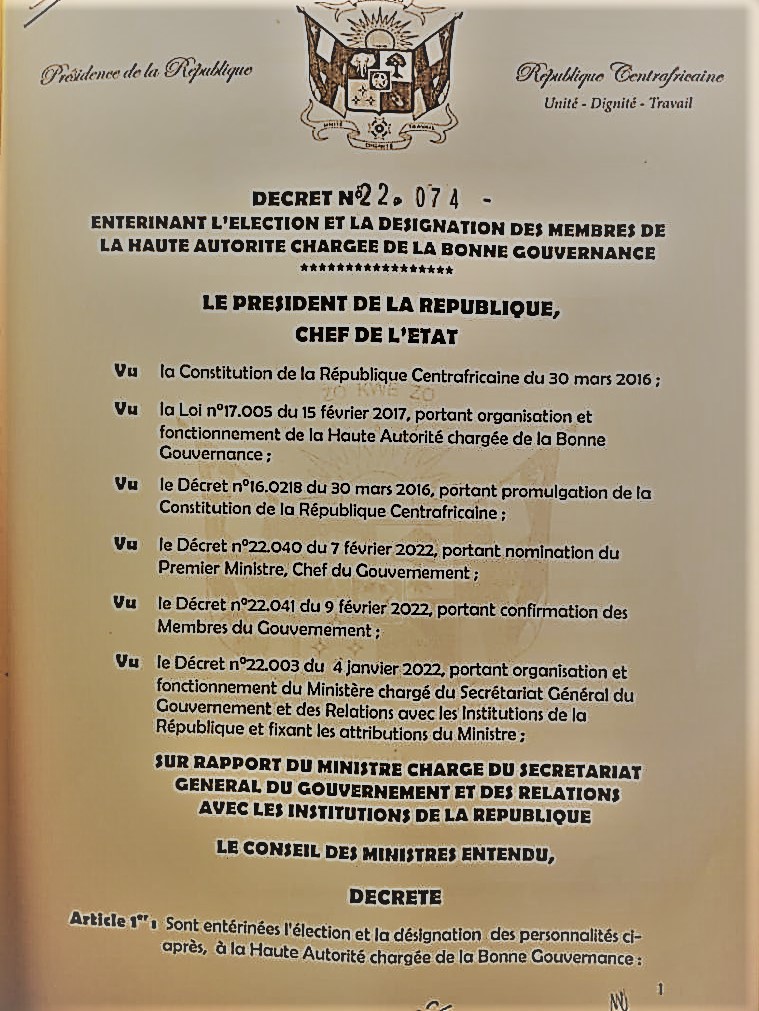 Présidence de la République
République Centrafricaine
Unité - Dignité - Travail
UNITÉ
TRAVAIL
DIGNITÉ
DECRET N°22. 074 -
ENTERINANT L'ELECTION ET LA DESIGNATION DES MEMBRES DE
LA HAUTE AUTORITE CHARGEE DE LA BONNE GOUVERNANCE
*****************
LE PRESIDENT DE LA REPUBLIQUE,
CHEF DE L'ETAT
Vu la Constitution de la République Centrafricaine du 30 mars 2016 ;
ZO KWE ZO
Vu la Loi n°17.005 du 15 février 2017, portant organisation et
fonctionnement de la Haute Autorité chargée de la Bonne
Gouvernance ;
Vu le Décret n°16.0218 du 30 mars 2016, portant promulgation de la
Constitution de la République Centrafricaine ;
Vu le Décret n°22.040 du 7 février 2022, portant nomination du
Premier Ministre, Chef du Gouvernement ;
Vu le Décret n°22.041 du 9 février 2022, portant confirmation des
Membres du Gouvernement ;
Vu le Décret n°22.003 du 4 janvier 2022, portant organisation et
fonctionnement du Ministère chargé du Secrétariat Général du
Gouvernement et des Relations avec les Institutions de la
République et fixant les attributions du Ministre ;
SUR RAPPORT DU MINISTRE CHARGE DU SECRETARIAT
GENERAL DU GOUVERNEMENT ET DES RELATIONS
AVEC LES INSTITUTIONS DE LA REPUBLIQUE
LE CONSEIL DES MINISTRES ENTENDU,
DECRETE
Article 1er : Sont entérinées l'élection et la désignation des personnalités ci-
après, à la Haute Autorité chargée de la Bonne Gouvernance :
1